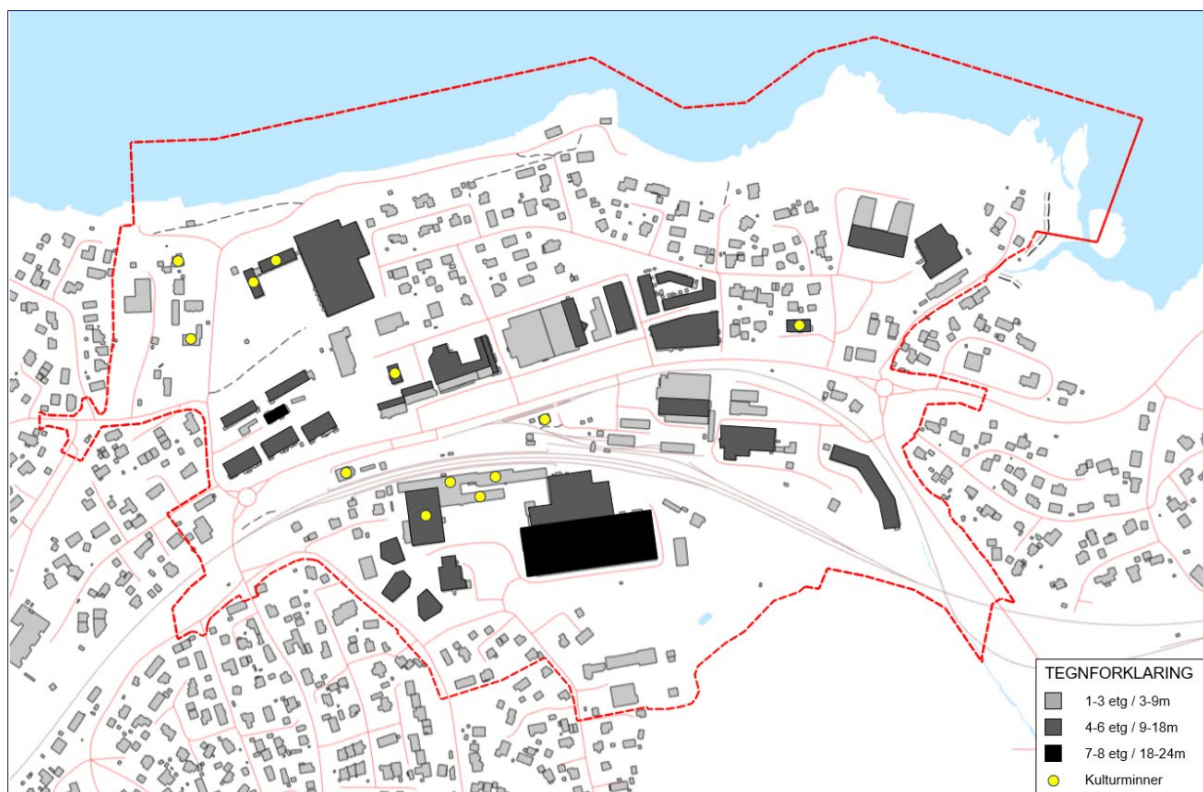 TEGNFORKLARING
1-3 etg / 3-9m
4-6 etg / 9-18m
7-8 etg / 18-24m
Kulturminner